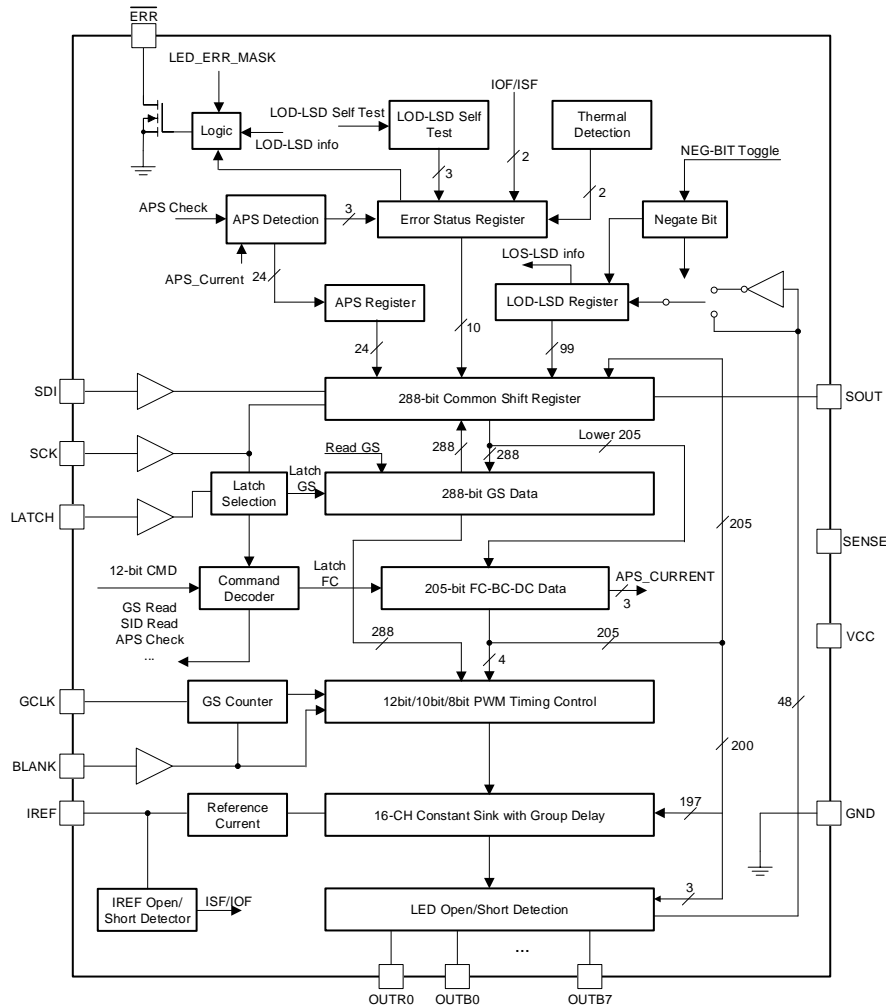 ERR
LED_ERR_MASK
IOF/ISF
LOD-LSD Self Test
LOD-LSD Self
Test
Thermal
Detection
Logic
LOD-LSD info
NEG-BIT Toggle
2
3
2
APS Check
APS Detection
3
Error Status Register
Negate Bit
LOS-LSD info
APS_Current
24
APS Register
LOD-LSD Register
10
24
99
SDI
288-bit Common Shift Register
SOUT
SCK
Lower 205
Read GS
288
288
Latch
Selection
Latch
GS
288-bit GS Data
LATCH
205
SENSE
12-bit CMD
Command
Decoder
Latch
FC
205-bit FC-BC-DC Data
APS_CURRENT
3
GS Read
SID Read
APS Check
...
288
4
205
VCC
GCLK
GS Counter
12bit/10bit/8bit PWM Timing Control
48
200
BLANK
IREF
Reference
Current
16-CH Constant Sink with Group Delay
197
GND
IREF Open/
Short Detector
ISF/IOF
LED Open/Short Detection
3
...
OUTR0
OUTB0
OUTB7